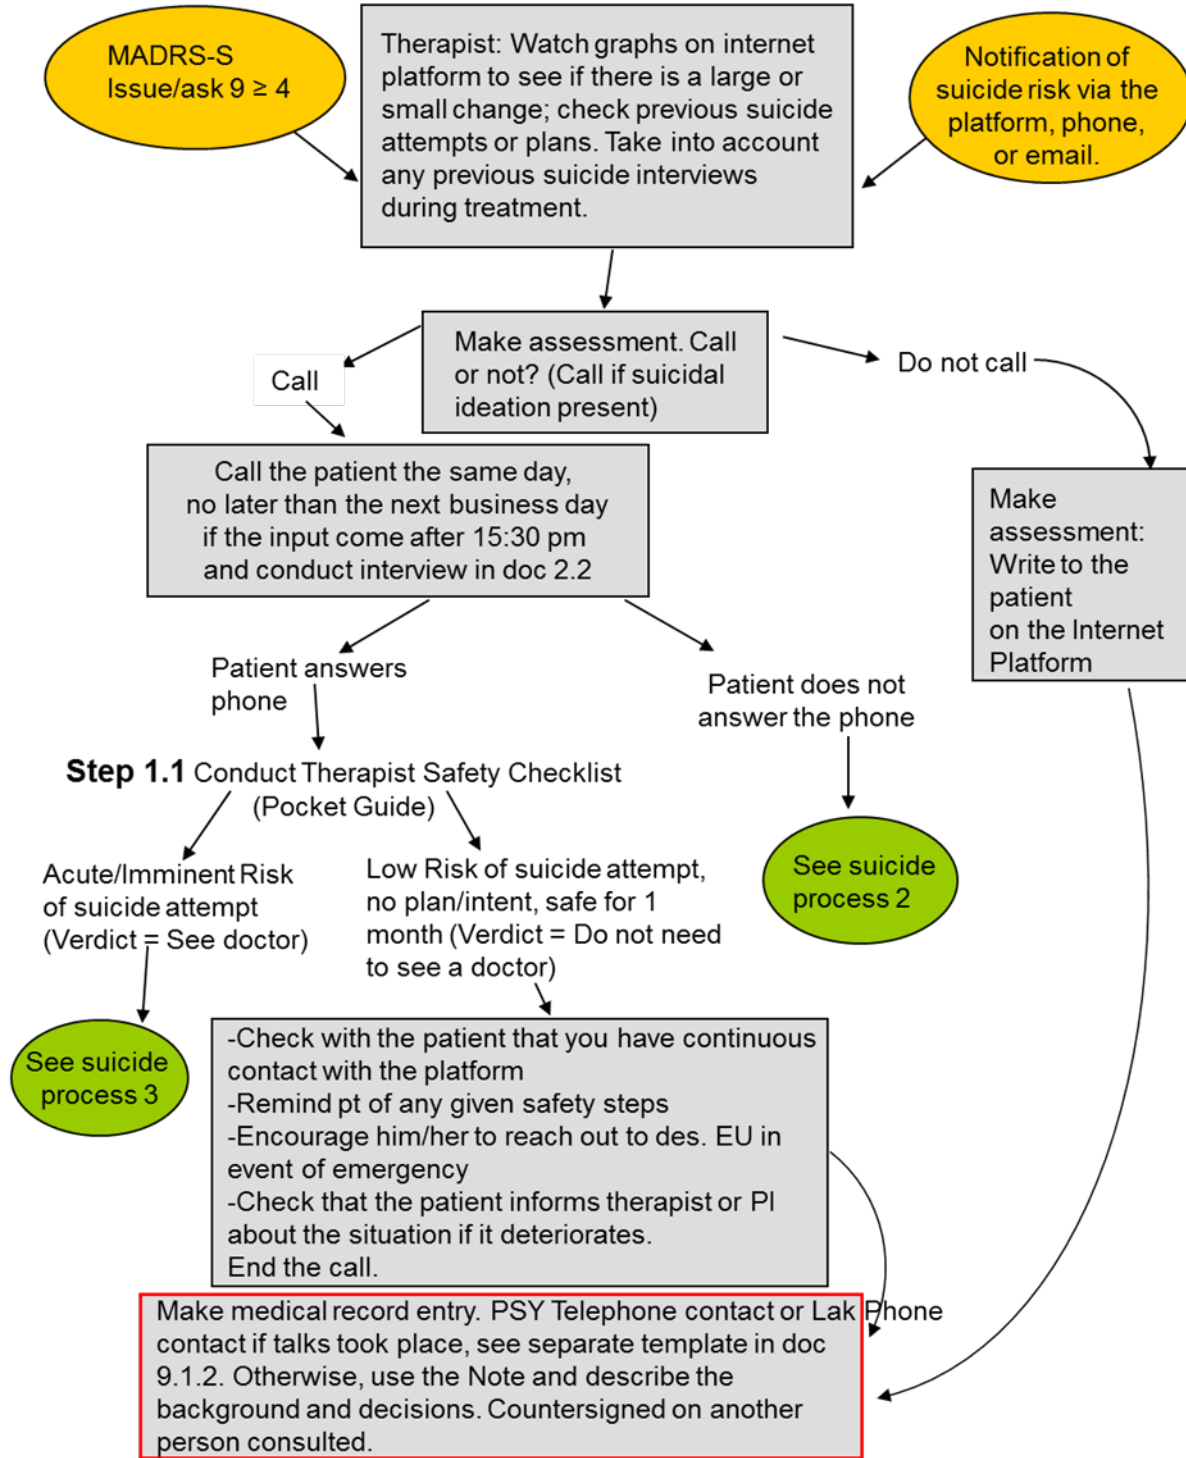 MADRS-S
Issue/ask 9 ≥ 4
Therapist: Watch graphs on internet
platform to see if there is a large or
small change; check previous suicide
attempts or plans. Take into account
any previous suicide interviews
during treatment.
Notification of
suicide risk via the
platform, phone,
or email.
Make assessment. Call
or not? (Call if suicidal
ideation present)
Call
Do not call
Call the patient the same day,
no later than the next business day
if the input come after 15:30 pm
and conduct interview in doc 2.2
Make
assessment:
Write to the
patient
on the Internet
Platform
Patient answers
phone
Patient does not
answer the phone
Step 1.1 Conduct Therapist Safety Checklist
(Pocket Guide)
Acute/Imminent Risk
of suicide attempt
(Verdict = See doctor)
Low Risk of suicide attempt,
no plan/intent, safe for 1
month (Verdict = Do not need
to see a doctor)
See suicide
process 2
See suicide
process 3
-Check with the patient that you have continuous
contact with the platform
-Remind pt of any given safety steps
-Encourage him/her to reach out to des. EU in
event of emergency
-Check that the patient informs therapist or PI
about the situation if it deteriorates.
End the call.
Make medical record entry. PSY Telephone contact or Lak Phone
contact if talks took place, see separate template in doc
9.1.2. Otherwise, use the Note and describe the
background and decisions. Countersigned on another
person consulted.